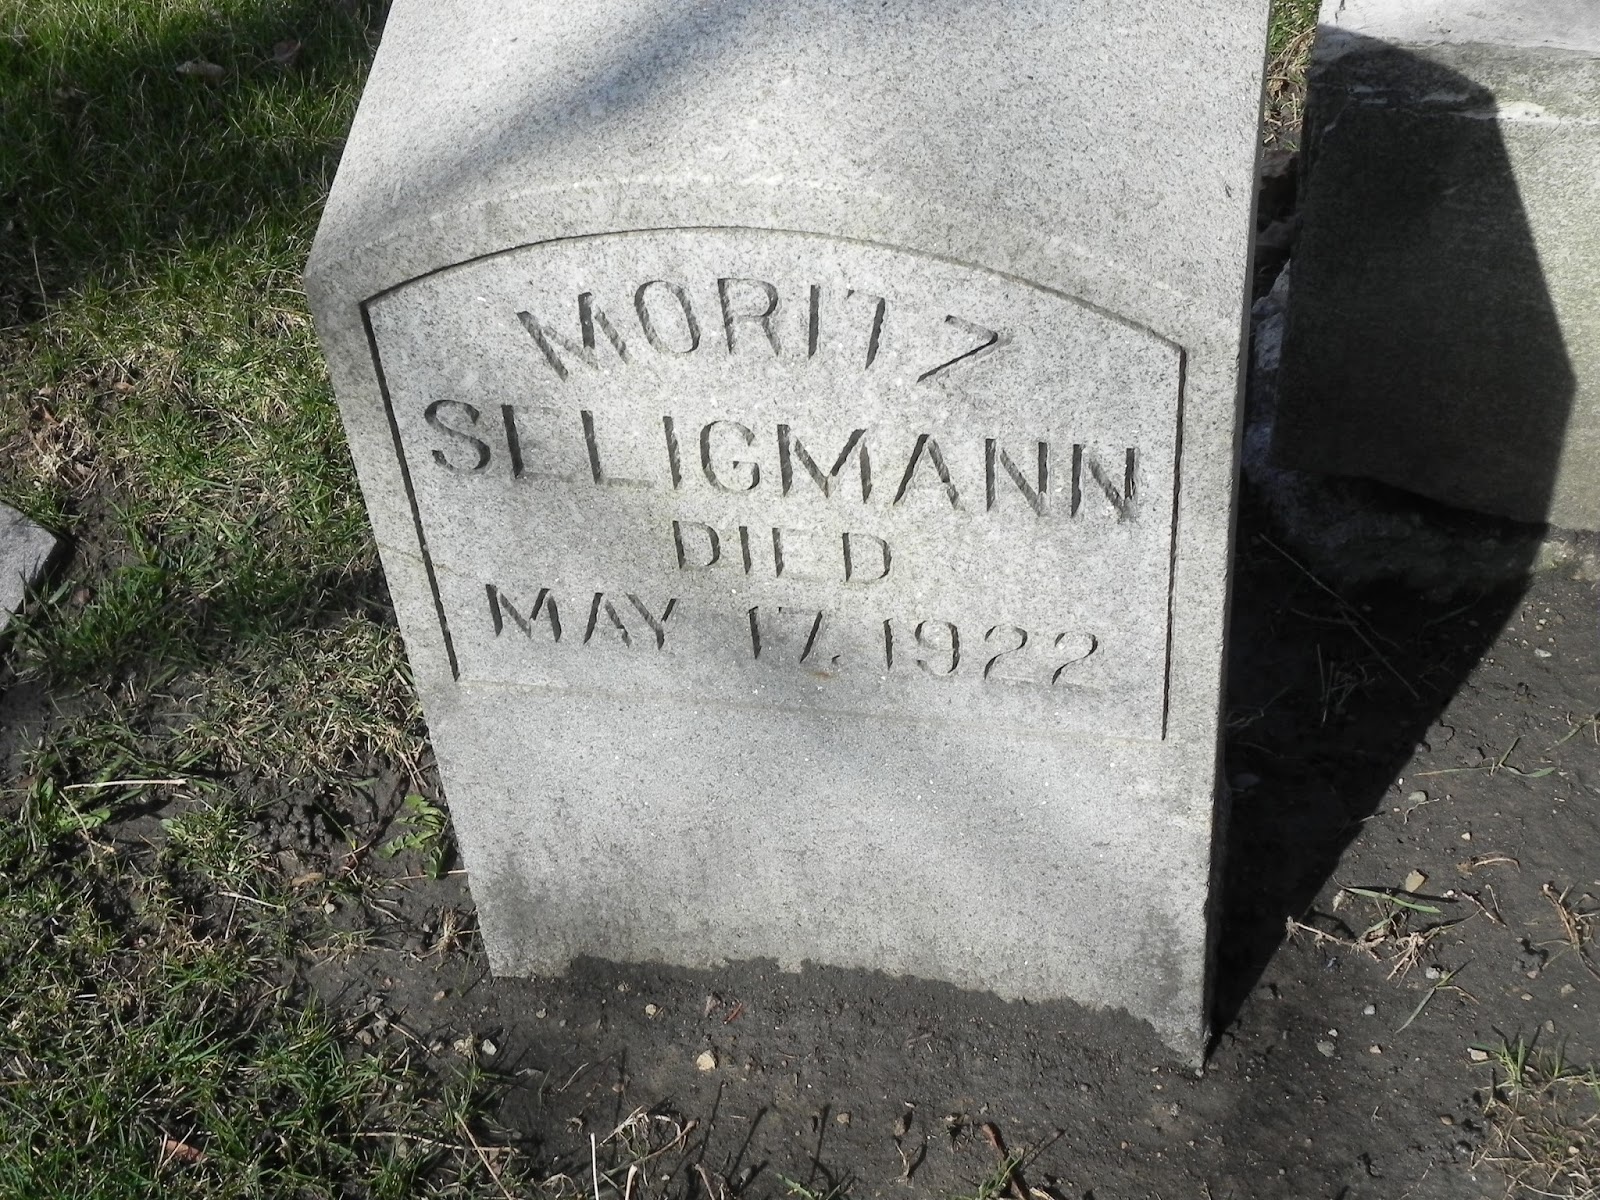 MORITZ
SELIGMANN
DIED
MAY 17, 1922